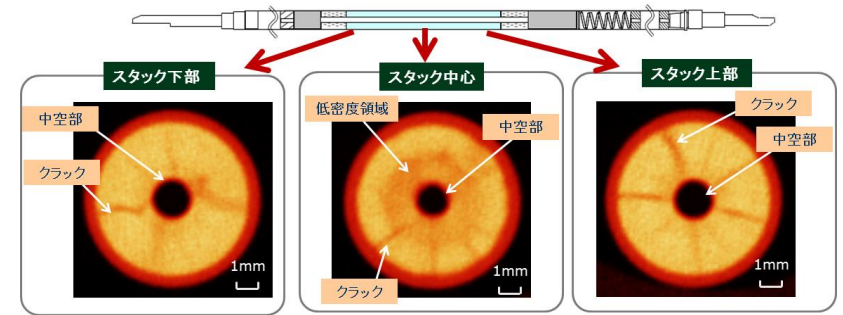 スタック下部
中空部
クラック
1mm
スタック中心
低密度領域
中空部
クラック
1mm
スタック上部
クラック
中空部
1mm